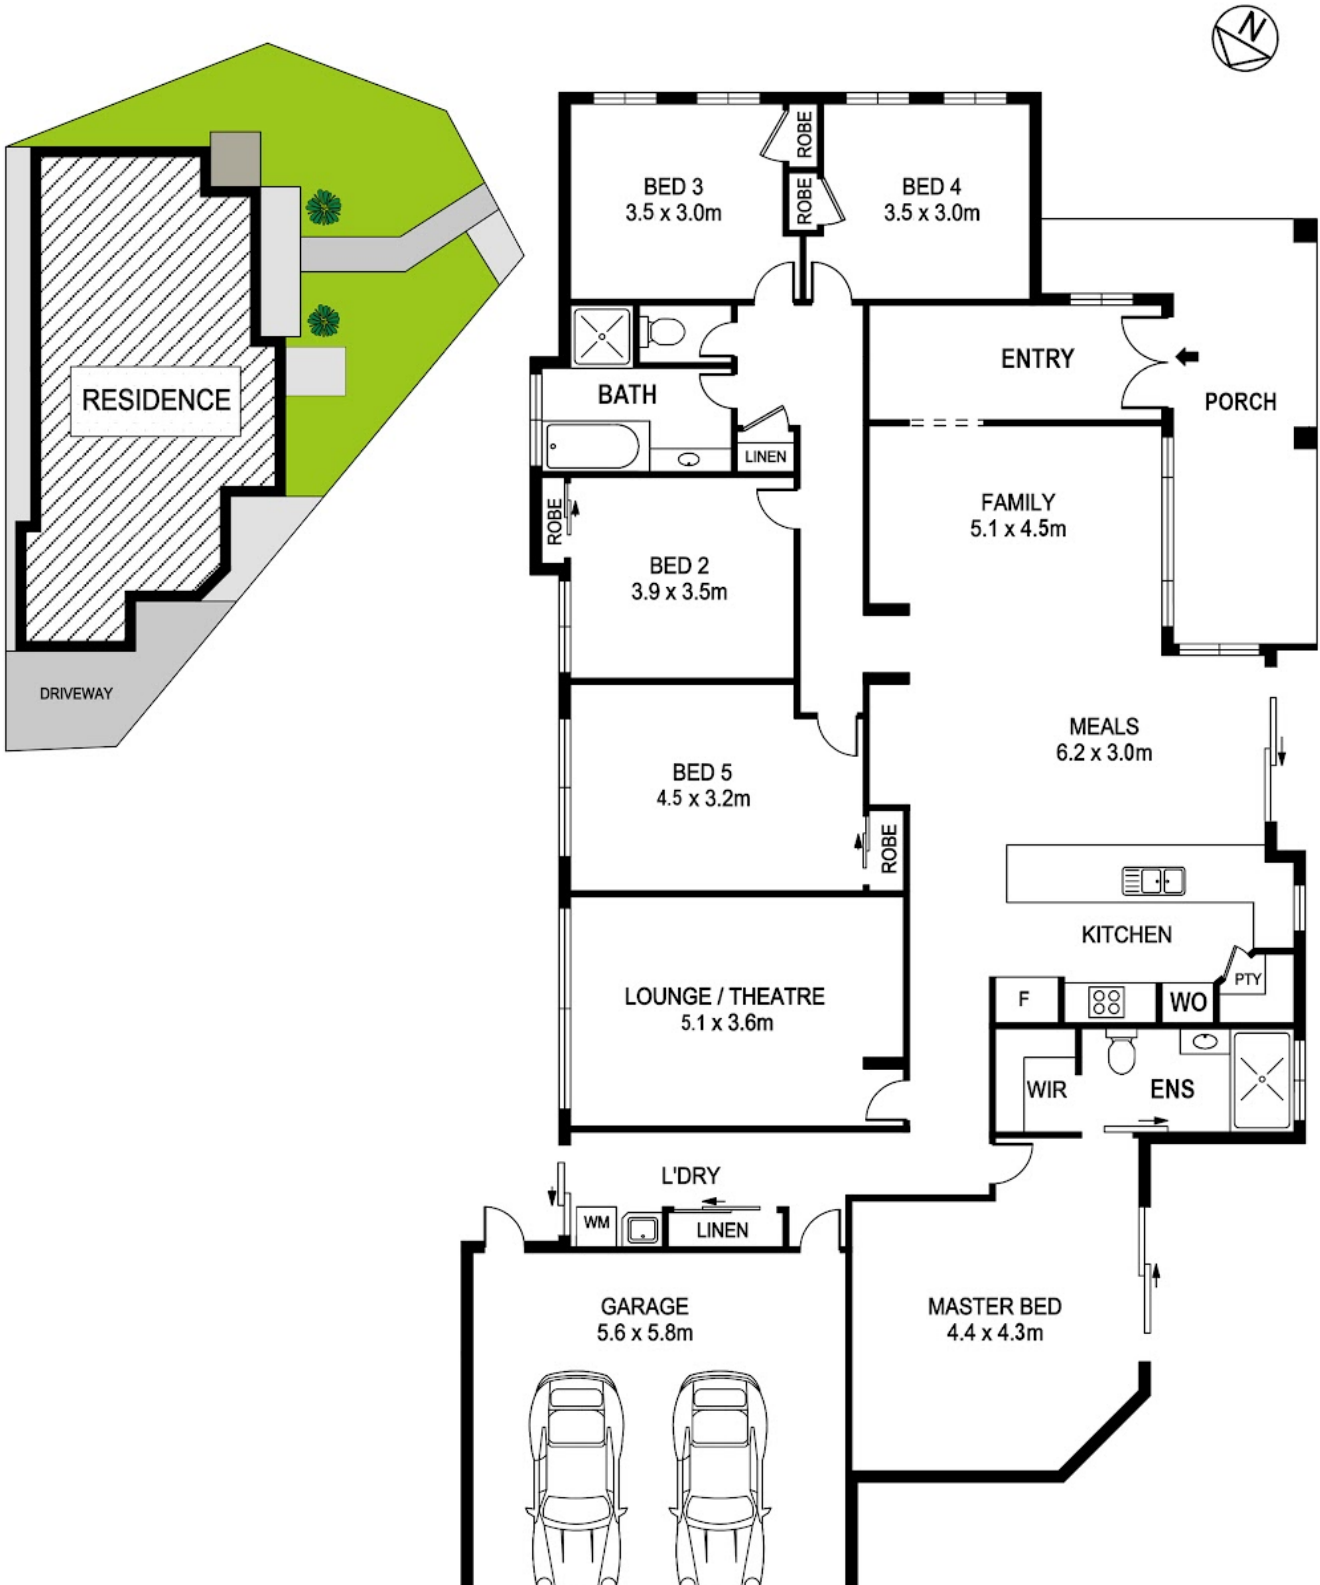 N
RESIDENCE
DRIVEWAY
BED 3
3.5 x 3.0m
ROBE
ROBE
BED 4
3.5 x 3.0m
ENTRY
PORCH
BATH
LINEN
FAMILY
5.1 x 4.5m
ROBE
BED 2
3.9 x 3.5m
MEALS
6.2 x 3.0m
BED 5
4.5 x 3.2m
ROBE
KITCHEN
LOUNGE / THEATRE
5.1 x 3.6m
F
WO
PTY
WIR
ENS
L'DRY
WM
LINEN
GARAGE
5.6 x 5.8m
MASTER BED
4.4 x 4.3m